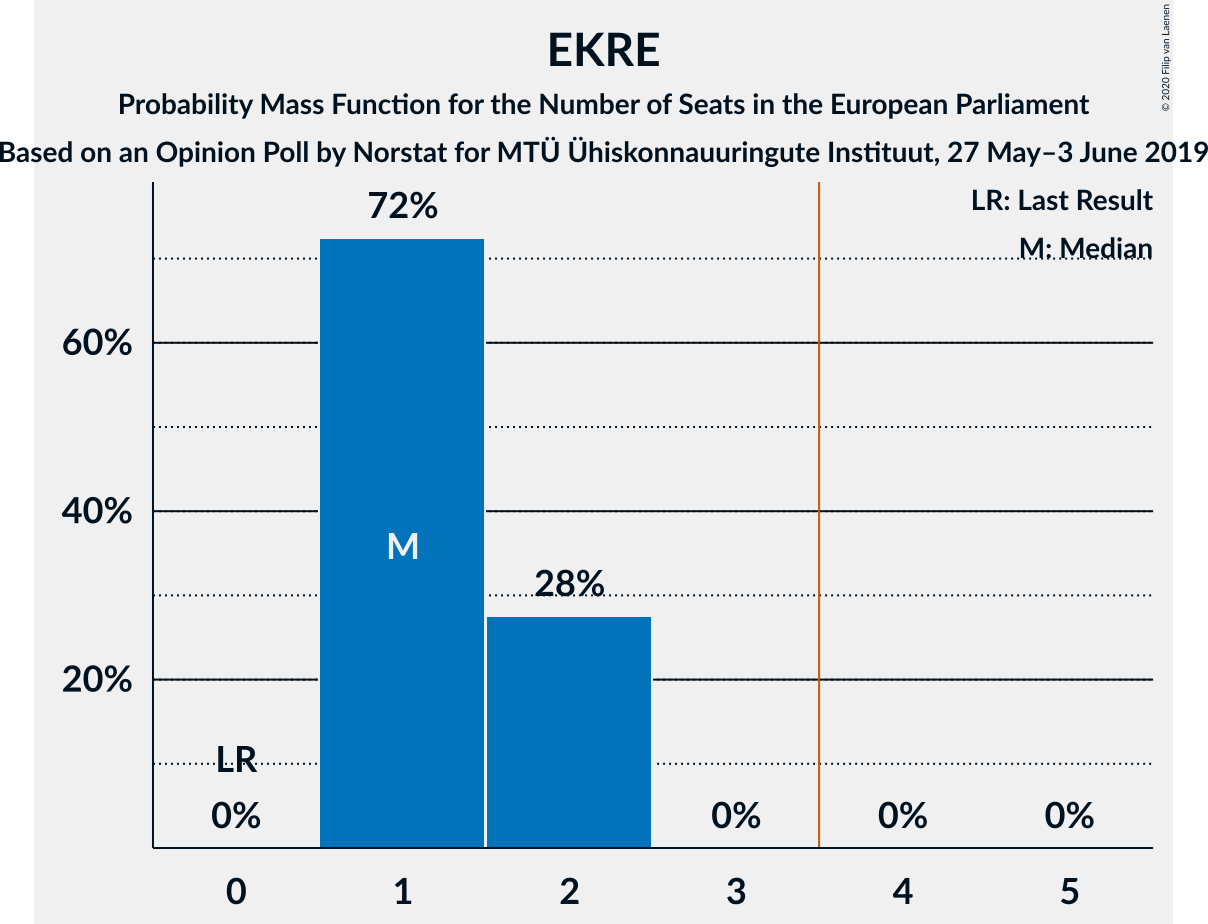 EKRE
Probability Mass Function for the Number of Seats in the European Parliament
Based on an Opinion Poll by Norstat for MTÜ Ühiskonnauuringute Instituut, 27 May–3 June 2019
© 2020 Filip van Laenen
LR: Last Result
M: Median
72%
60%
40%
M
28%
20%
LR
0%
0%
0%
0%
0
1
2
3
4
5